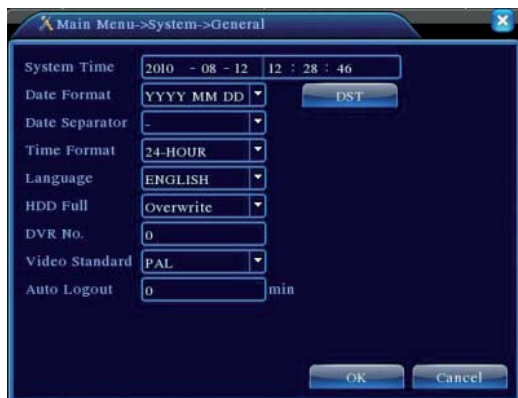 Main Menu->System->General
System Time 2010 - 08 - 12 12 : 28 : 46
Date Format YYYY MM DD DST
Date Separator -
Time Format 24-HOUR
Language ENGLISH
HDD Full Overwrite
DVR No. 0
Video Standard PAL
Auto Logout 0 min
OK Cancel